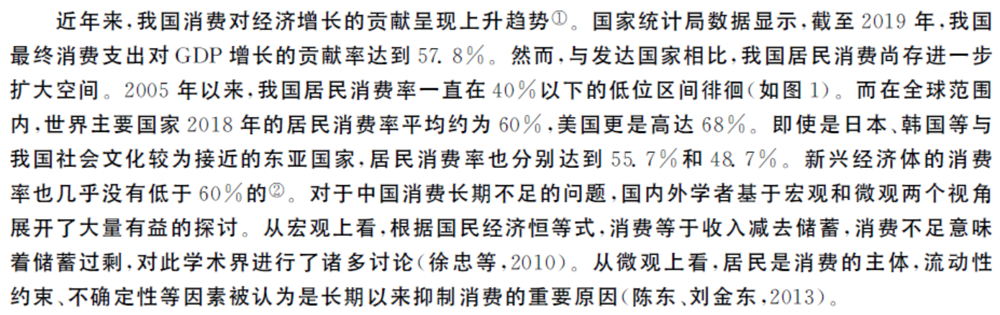 近年来,我国消费对经济增长的贡献呈现上升趋势①。国家统计局数据显示,截至 2019 年,我国
最终消费支出对 GDP 增长的贡献率达到 57.8%。然而,与发达国家相比,我国居民消费尚存进一步
扩大空间。2005 年以来,我国居民消费率一直在 40%以下的低位区间徘徊(如图 1)。而在全球范围
内,世界主要国家 2018 年的居民消费率平均约为 60%,美国更是高达 68%。即使是日本、韩国等与
我国社会文化较为接近的东亚国家,居民消费率也分别达到 55.7%和 48.7%。新兴经济体的消费
率也几乎没有低于 60%的②。对于中国消费长期不足的问题,国内外学者基于宏观和微观两个视角
展开了大量有益的探讨。从宏观上看,根据国民经济恒等式,消费等于收入减去储蓄,消费不足意味
着储蓄过剩,对此学术界进行了诸多讨论(徐忠等,2010)。从微观上看,居民是消费的主体,流动性
约束、不确定性等因素被认为是长期以来抑制消费的重要原因(陈东、刘金东,2013)。